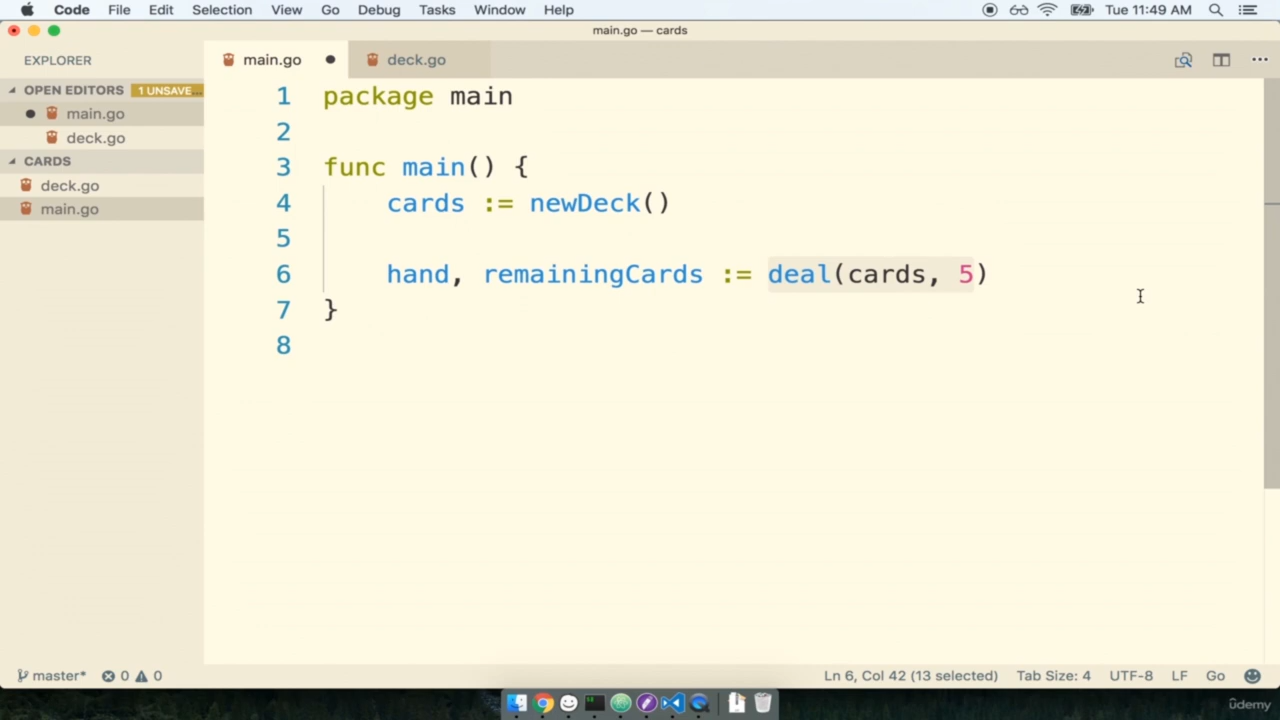 Code File Edit Selection View Go Debug Tasks Window Help Tue 11:49 AM
main.go — cards
EXPLORER main.go deck.go
OPEN EDITORS 1 UNSAVE...
main.go
deck.go
CARDS
deck.go
main.go
1 package main
2
3 func main() {
4 cards := newDeck()
5
6 hand, remainingCards := deal(cards, 5)
7 }
8
master* 0 0 Ln 6, Col 42 (13 selected) Tab Size: 4 UTF-8 LF Go
ûdemy